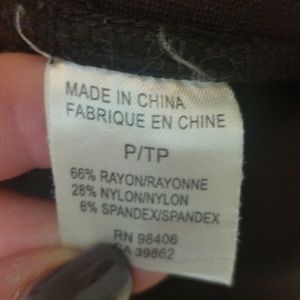 MADE IN CHINA
FABRIQUE EN CHINE
P/TP
66% RAYON/RAYONNE
28% NYLON/NYLON
6% SPANDEX/SPANDEX
RN 98406
CA 39862